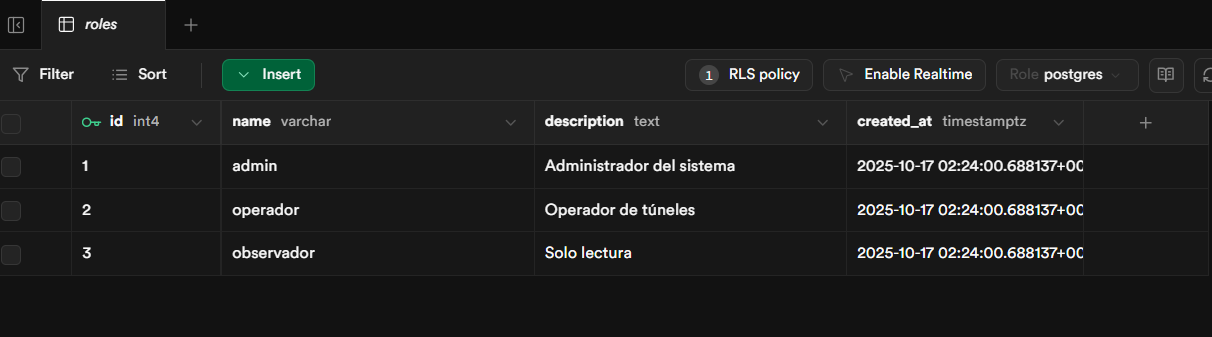 roles
Filter Sort Insert 1 RLS policy Enable Realtime Role postgres
id int4 name varchar description text created_at timestamptz
1 admin Administrador del sistema 2025-10-17 02:24:00.688137+00
2 operador Operador de túneles 2025-10-17 02:24:00.688137+00
3 observador Solo lectura 2025-10-17 02:24:00.688137+00